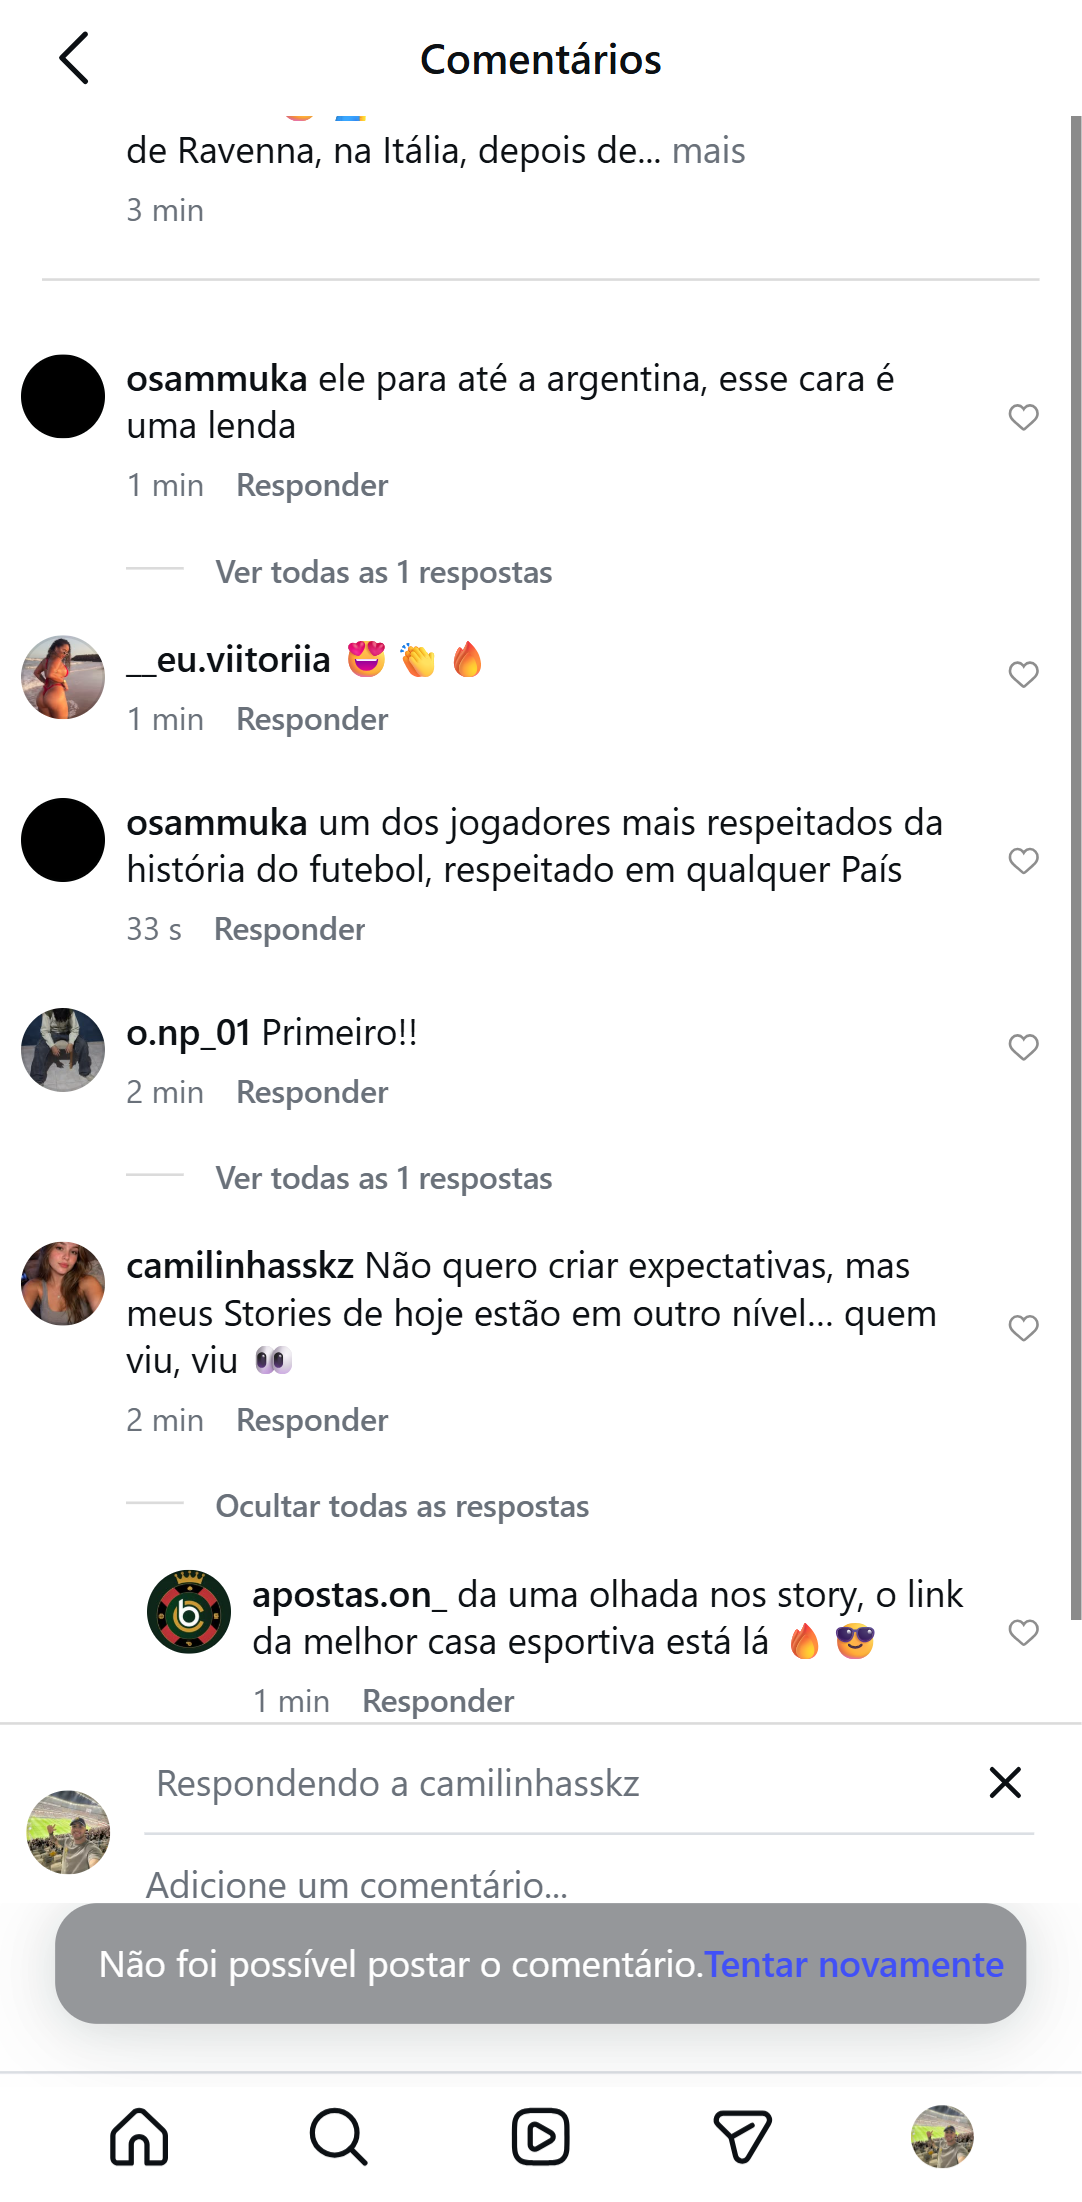 Comentários
de Ravenna, na Itália, depois de... mais
3 min
osammuka ele para até a argentina, esse cara é
uma lenda
1 min Responder
Ver todas as 1 respostas
__eu.viitoriia 😍 👏 🔥
1 min Responder
osammuka um dos jogadores mais respeitados da
história do futebol, respeitado em qualquer País
33 s Responder
o.np_01 Primeiro!!
2 min Responder
Ver todas as 1 respostas
camilinhasskz Não quero criar expectativas, mas
meus Stories de hoje estão em outro nível... quem
viu, viu 👀
2 min Responder
Ocultar todas as respostas
apostas.on_ da uma olhada nos story, o link
da melhor casa esportiva está lá 🔥 😎
1 min Responder
Respondendo a camilinhasskz
Adicione um comentário...
Não foi possível postar o comentário.Tentar novamente